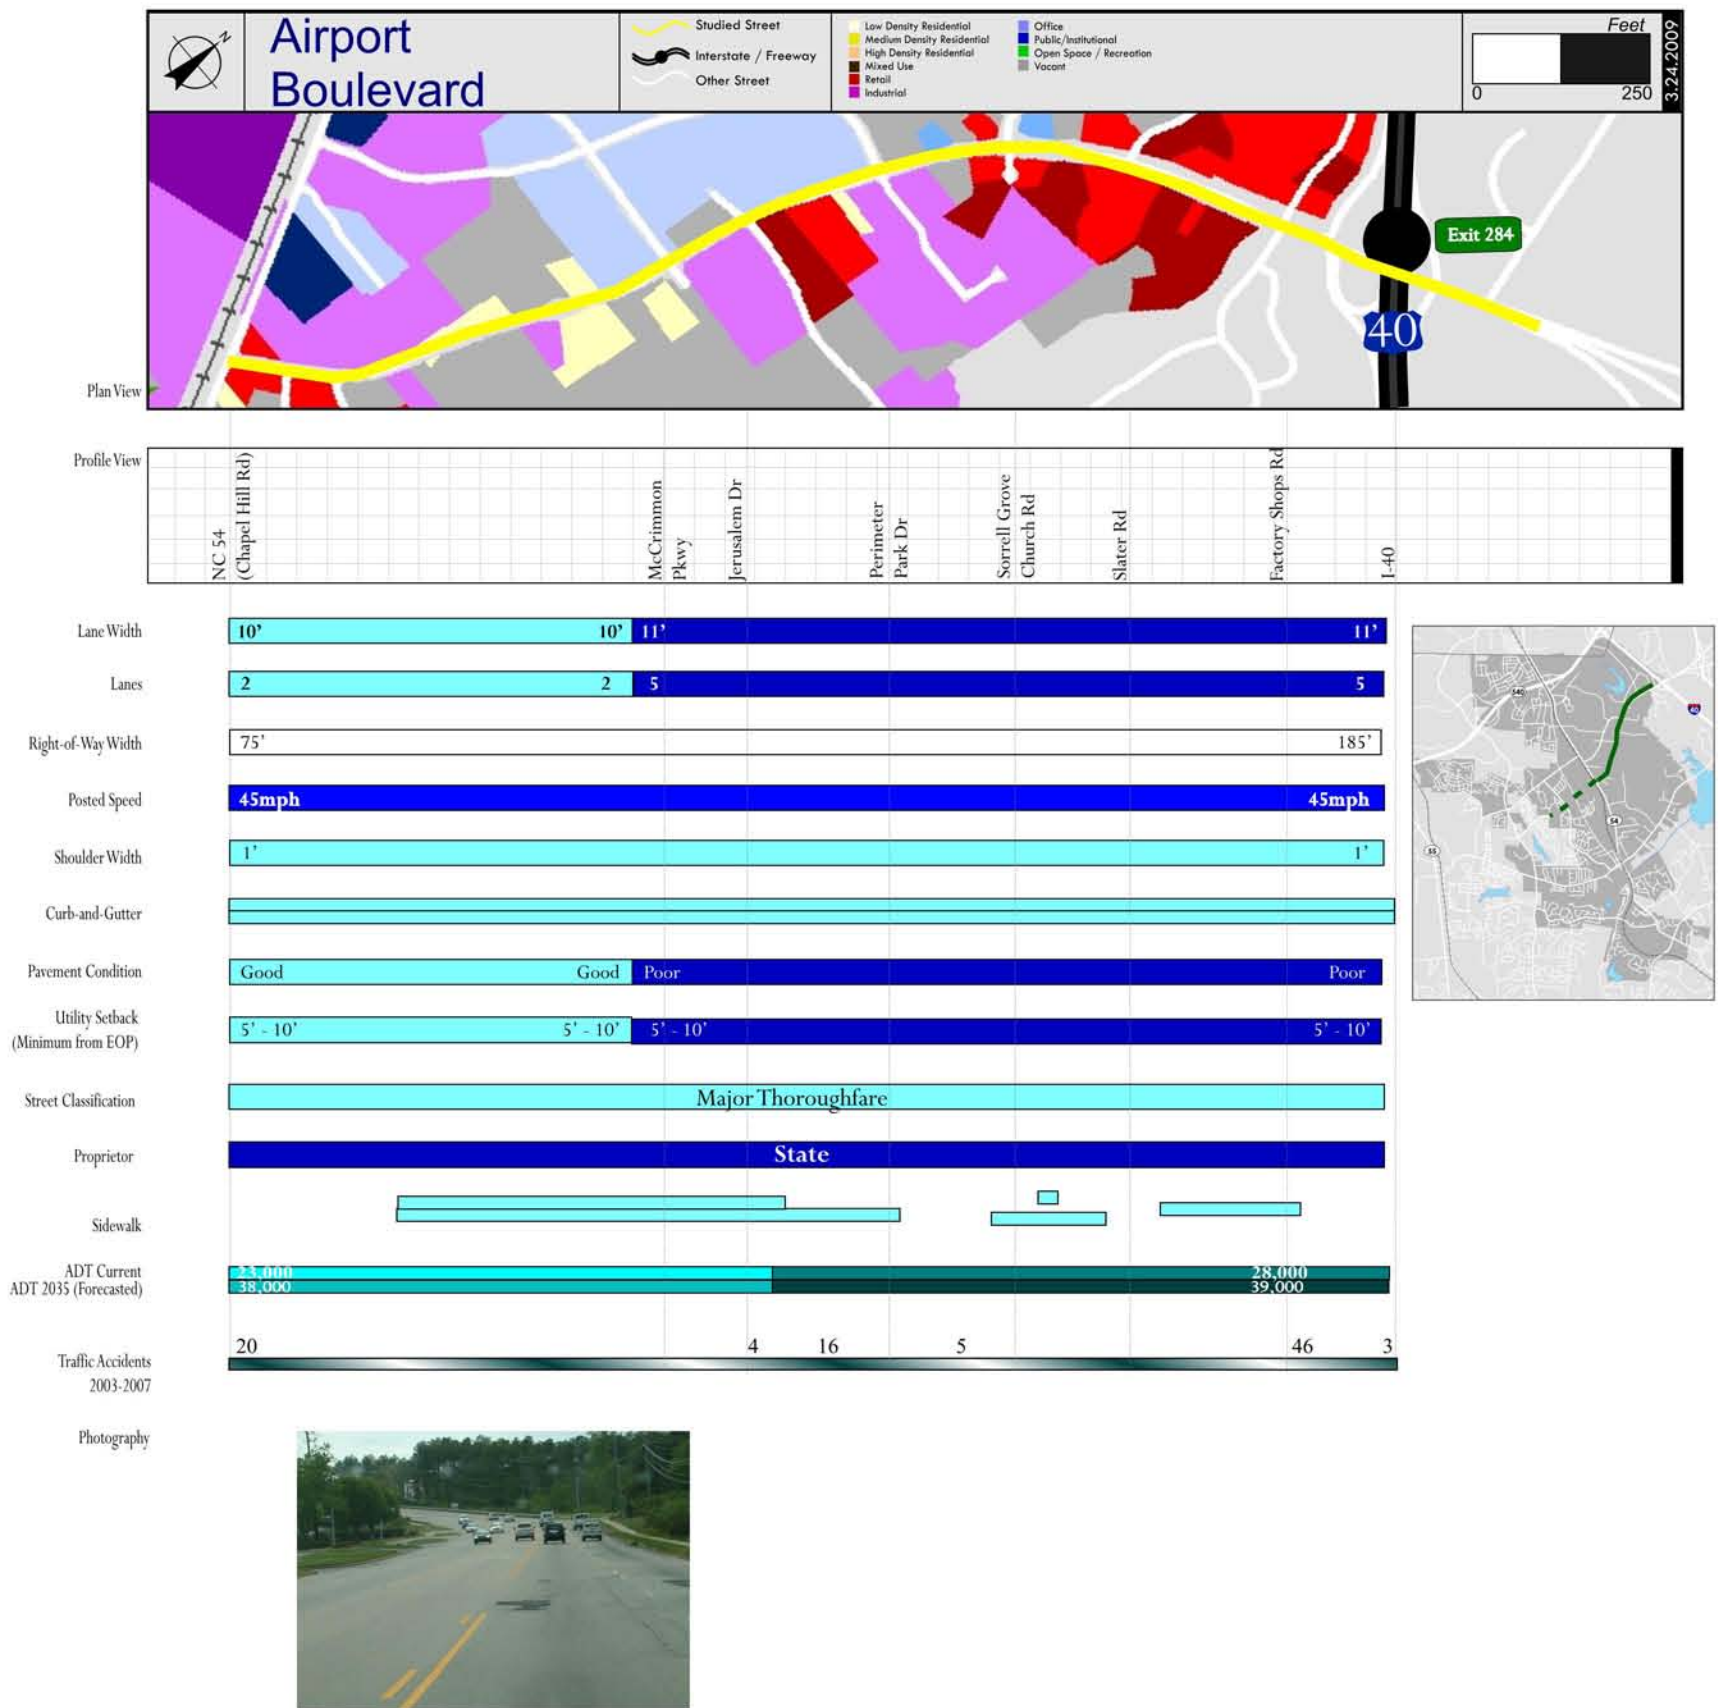 Airport
Boulevard
N
Studied Street
Interstate / Freeway
Other Street
Low Density Residential
Medium Density Residential
High Density Residential
Mixed Use
Retail
Industrial
Office
Public/Institutional
Open Space / Recreation
Vacant
Feet
0 250
3.24.2009
Exit 284
40
Plan View
Profile View
NC 54
(Chapel Hill Rd)
McCrimmon
Pkwy
Jerusalem Dr
Perimeter
Park Dr
Sorrell Grove
Church Rd
Slater Rd
Factory Shops Rd
I-40
Lane Width 10’ 10’ 11’ 11’
Lanes 2 2 5 5
Right-of-Way Width 75’ 185’
Posted Speed 45mph 45mph
Shoulder Width 1’ 1’
Curb-and-Gutter
Pavement Condition Good Good Poor Poor
Utility Setback
(Minimum from EOP) 5’ - 10’ 5’ - 10’ 5’ - 10’ 5’ - 10’
Street Classification Major Thoroughfare
Proprietor State
Sidewalk
ADT Current 23,000 28,000
ADT 2035 (Forecasted) 38,000 39,000
20 4 16 5 46 3
Traffic Accidents
2003-2007
Photography
540
40
54
55